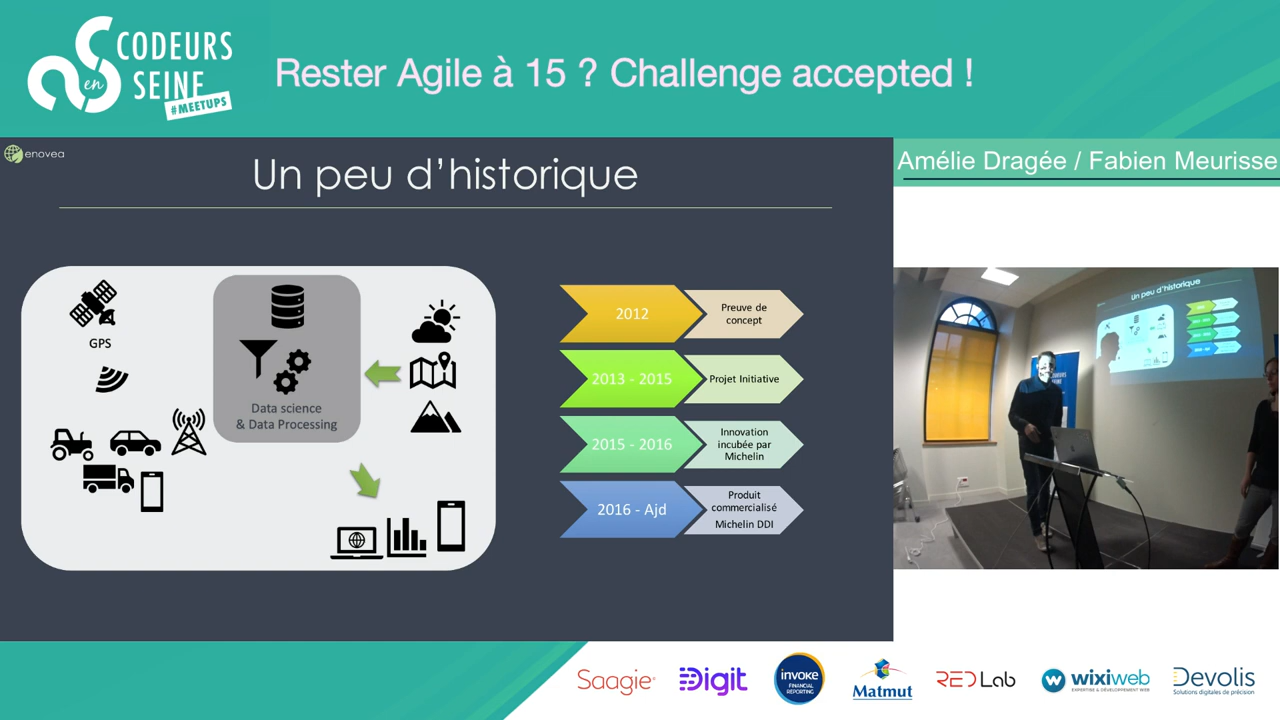 CODEURS
en
SEINE
#MEETUPS
Rester Agile à 15 ? Challenge accepted !
enovea
Un peu d'historique
Amélie Dragée / Fabien Meurisse
GPS
Data science
& Data Processing
2012
Preuve de
concept
2013 - 2015
Projet Initiative
2015 - 2016
Innovation
incubée par
Michelin
2016 - Ajd
Produit
commercialisé
Michelin DDI
Un peu d'historique
Saagie
Digit
invoke
FINANCIAL
REPORTING
Matmut
RED Lab
wixiweb
EXPERTISE & DÉVELOPPEMENT WEB
Devolis
Solutions digitales de précision